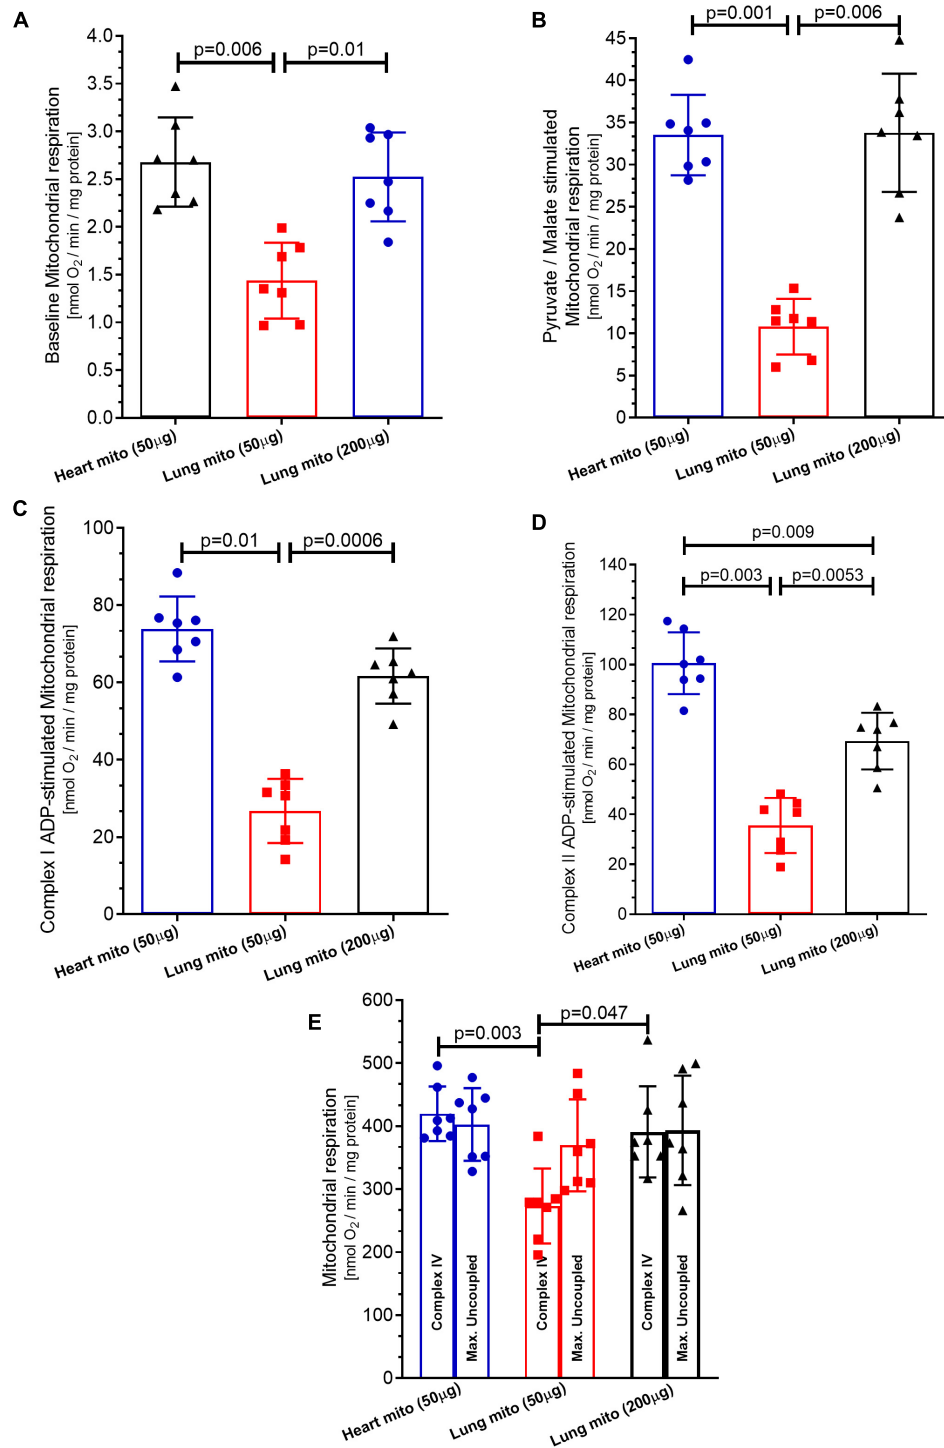 A
p=0.006
p=0.01
4.0
3.5
3.0
2.5
2.0
1.5
1.0
0.5
0.0
Baseline Mitochondrial respiration
[nmol O2 / min / mg protein]
Heart mito (50µg)
Lung mito (50µg)
Lung mito (200µg)
B
p=0.001
p=0.006
45
40
35
30
25
20
15
10
5
0
Pyruvate / Malate stimulated
Mitochondrial respiration
[nmol O2 / min / mg protein]
Heart mito (50µg)
Lung mito (50µg)
Lung mito (200µg)
C
p=0.01
p=0.0006
100
80
60
40
20
0
Complex I ADP-stimulated Mitochondrial respiration
[nmol O2 / min / mg protein]
Heart mito (50µg)
Lung mito (50µg)
Lung mito (200µg)
D
p=0.009
p=0.003
p=0.0053
140
120
100
80
60
40
20
0
Complex II ADP-stimulated Mitochondrial respiration
[nmol O2 / min / mg protein]
Heart mito (50µg)
Lung mito (50µg)
Lung mito (200µg)
E
p=0.003
p=0.047
600
500
400
300
200
100
0
Mitochondrial respiration
[nmol O2 / min / mg protein]
Complex IV
Max. Uncoupled
Complex IV
Max. Uncoupled
Complex IV
Max. Uncoupled
Heart mito (50µg)
Lung mito (50µg)
Lung mito (200µg)